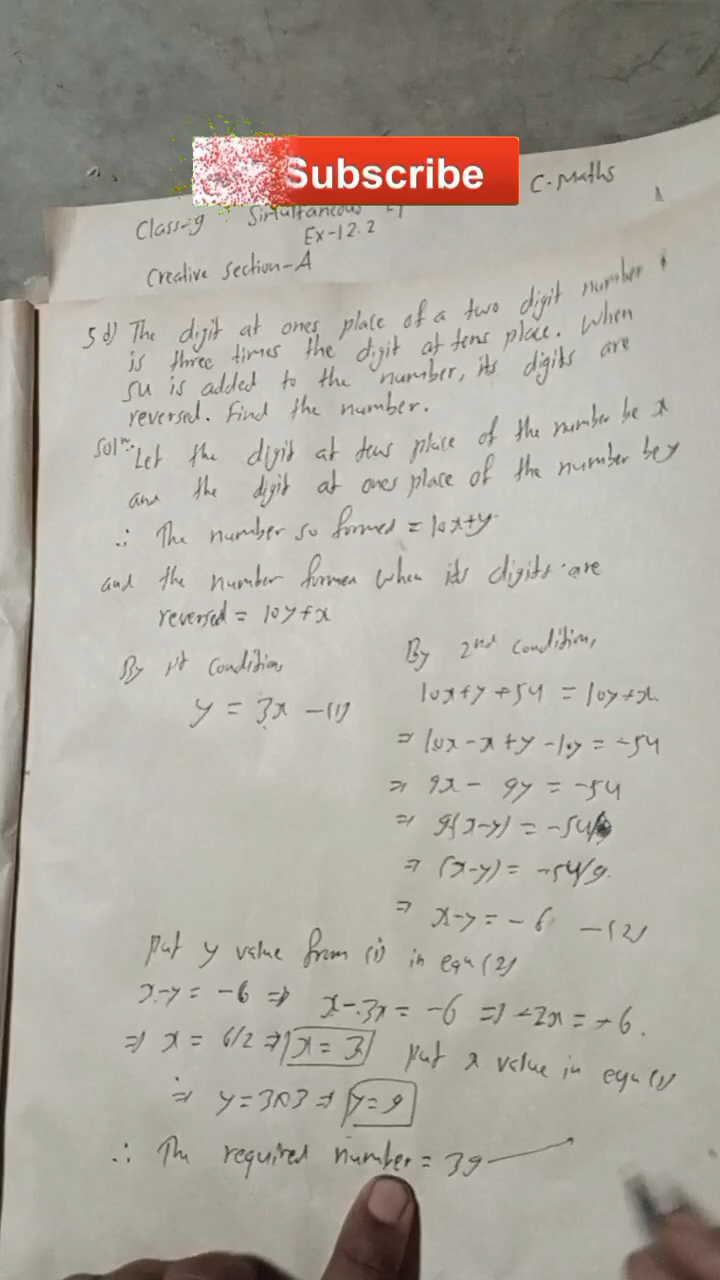 Subscribe
C-Maths
Class-9 Simultaneous
Ex-12.2
Creative Section-A
5 d) The digit at ones place of a two digit number
is three times the digit at tens place. When
54 is added to the number, its digits are
reversed. Find the number.
Solⁿ:- Let the digit at tens place of the number be x
and the digit at ones place of the number be y
∴ The number so formed = 10x+y.
and the number formed when its digits are
reversed = 10y+x
By 1st condition,
y = 3x -(1)
By 2nd condition,
10x+y+54 = 10y+x.
⇒ 10x-x+y-10y = -54
⇒ 9x - 9y = -54
⇒ 9(x-y) = -54
⇒ (x-y) = -54/9.
⇒ x-y = -6 -(2)
Put y value from (i) in equⁿ (2)
x-y = -6 ⇒ x-3x = -6 ⇒ -2x = -6.
⇒ x = 6/2 ⇒ x = 3 Put x value in equⁿ (1)
⇒ y = 3×3 ⇒ y = 9
∴ The required number = 39